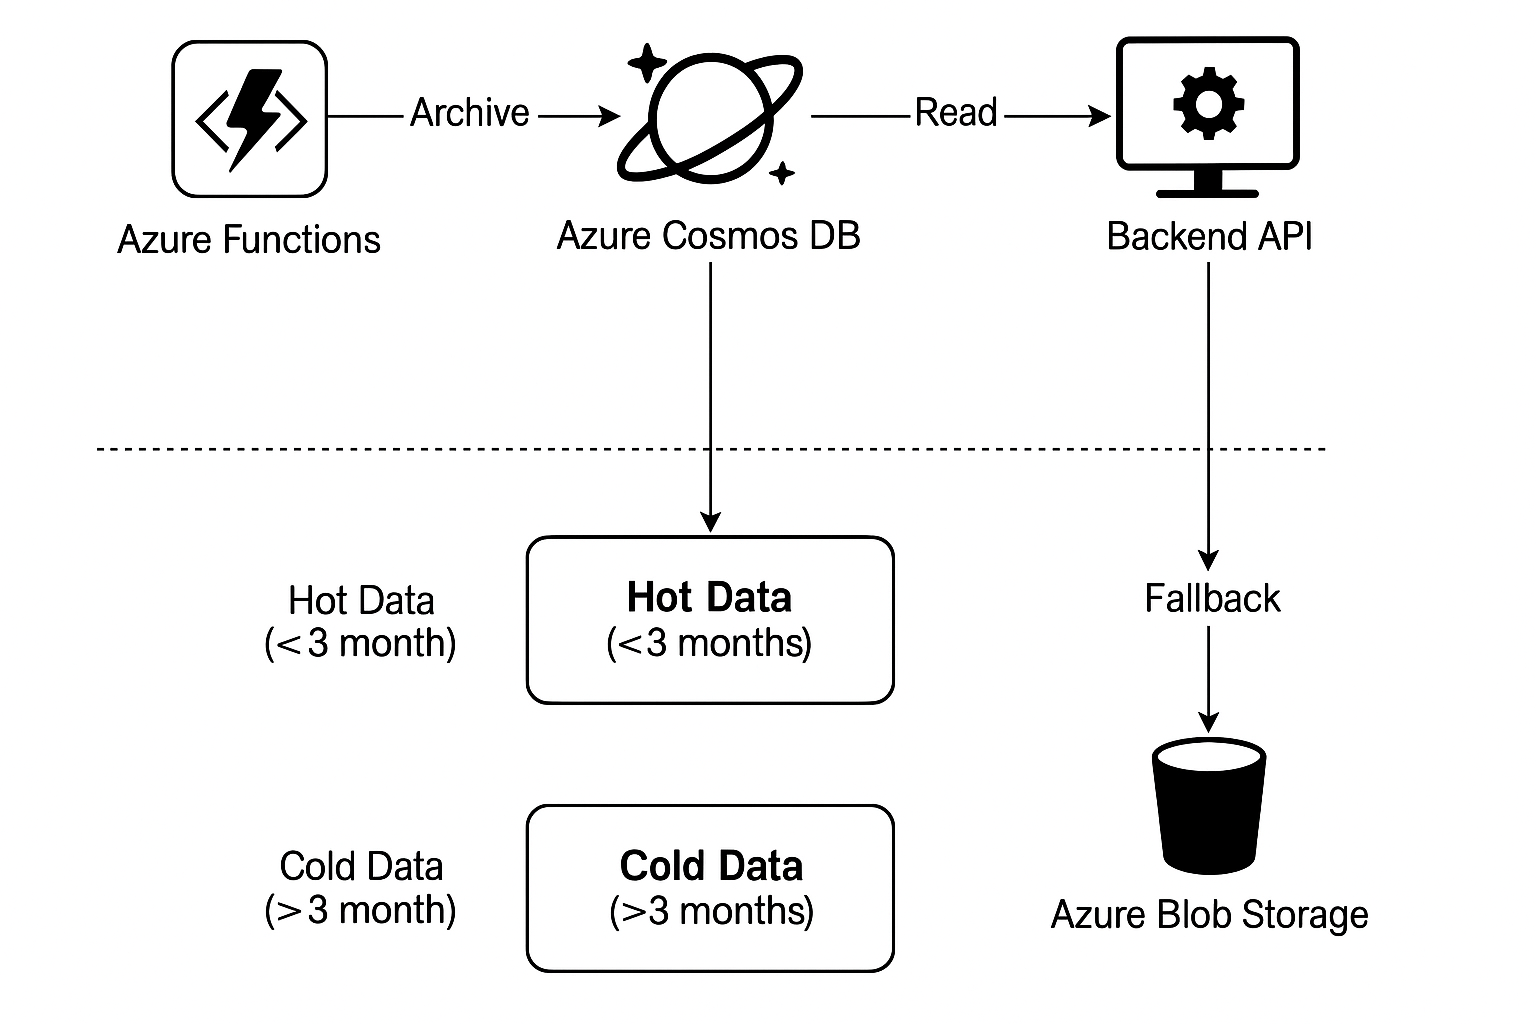 Archive
Read
Azure Functions
Azure Cosmos DB
Backend API
Hot Data
(< 3 month)
Hot Data
(<3 months)
Fallback
Cold Data
(> 3 month)
Cold Data
(>3 months)
Azure Blob Storage